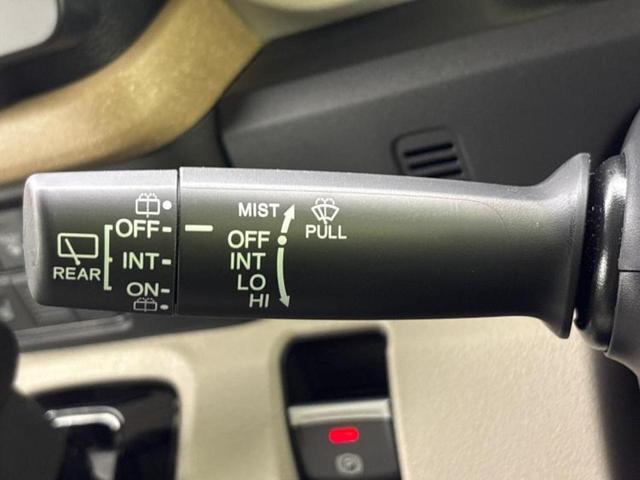 REAR
OFF
INT
ON
MIST
OFF
INT
LO
HI
PULL